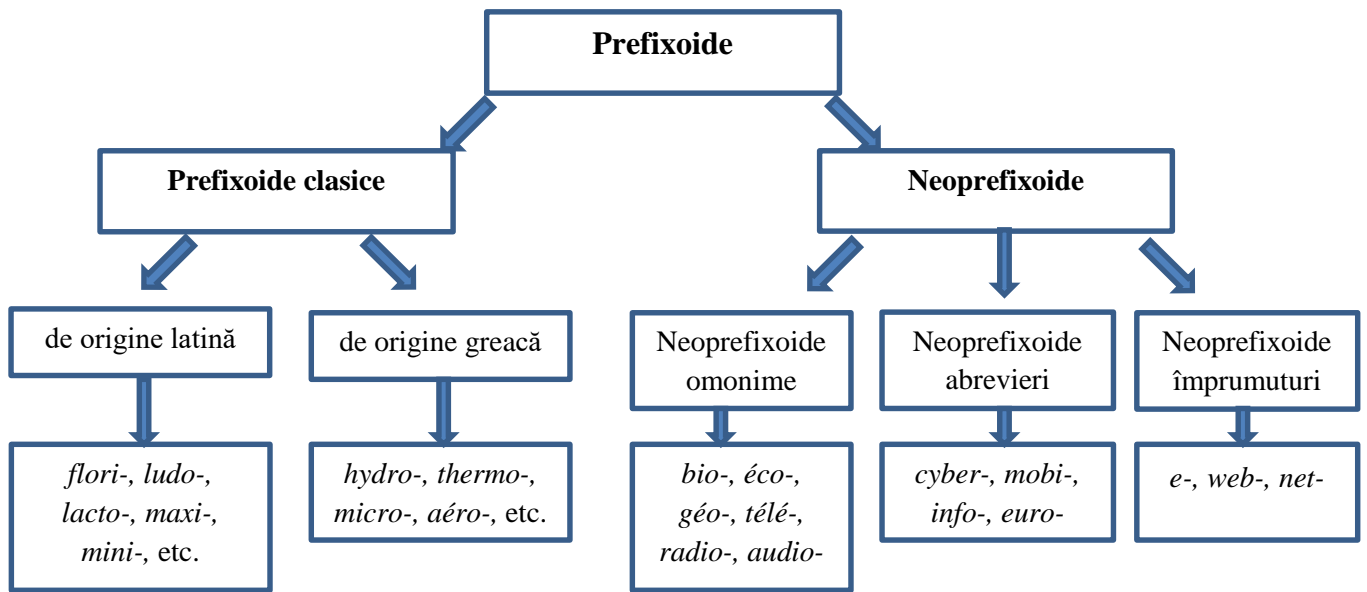 Prefixoide
Prefixoide clasice
Neoprefixoide
de origine latină
de origine greacă
Neoprefixoide
omonime
Neoprefixoide
abrevieri
Neoprefixoide
împrumuturi
flori-, ludo-,
lacto-, maxi-,
mini-, etc.
hydro-, thermo-,
micro-, aéro-, etc.
bio-, éco-,
géo-, télé-,
radio-, audio-
cyber-, mobi-,
info-, euro-
e-, web-, net-